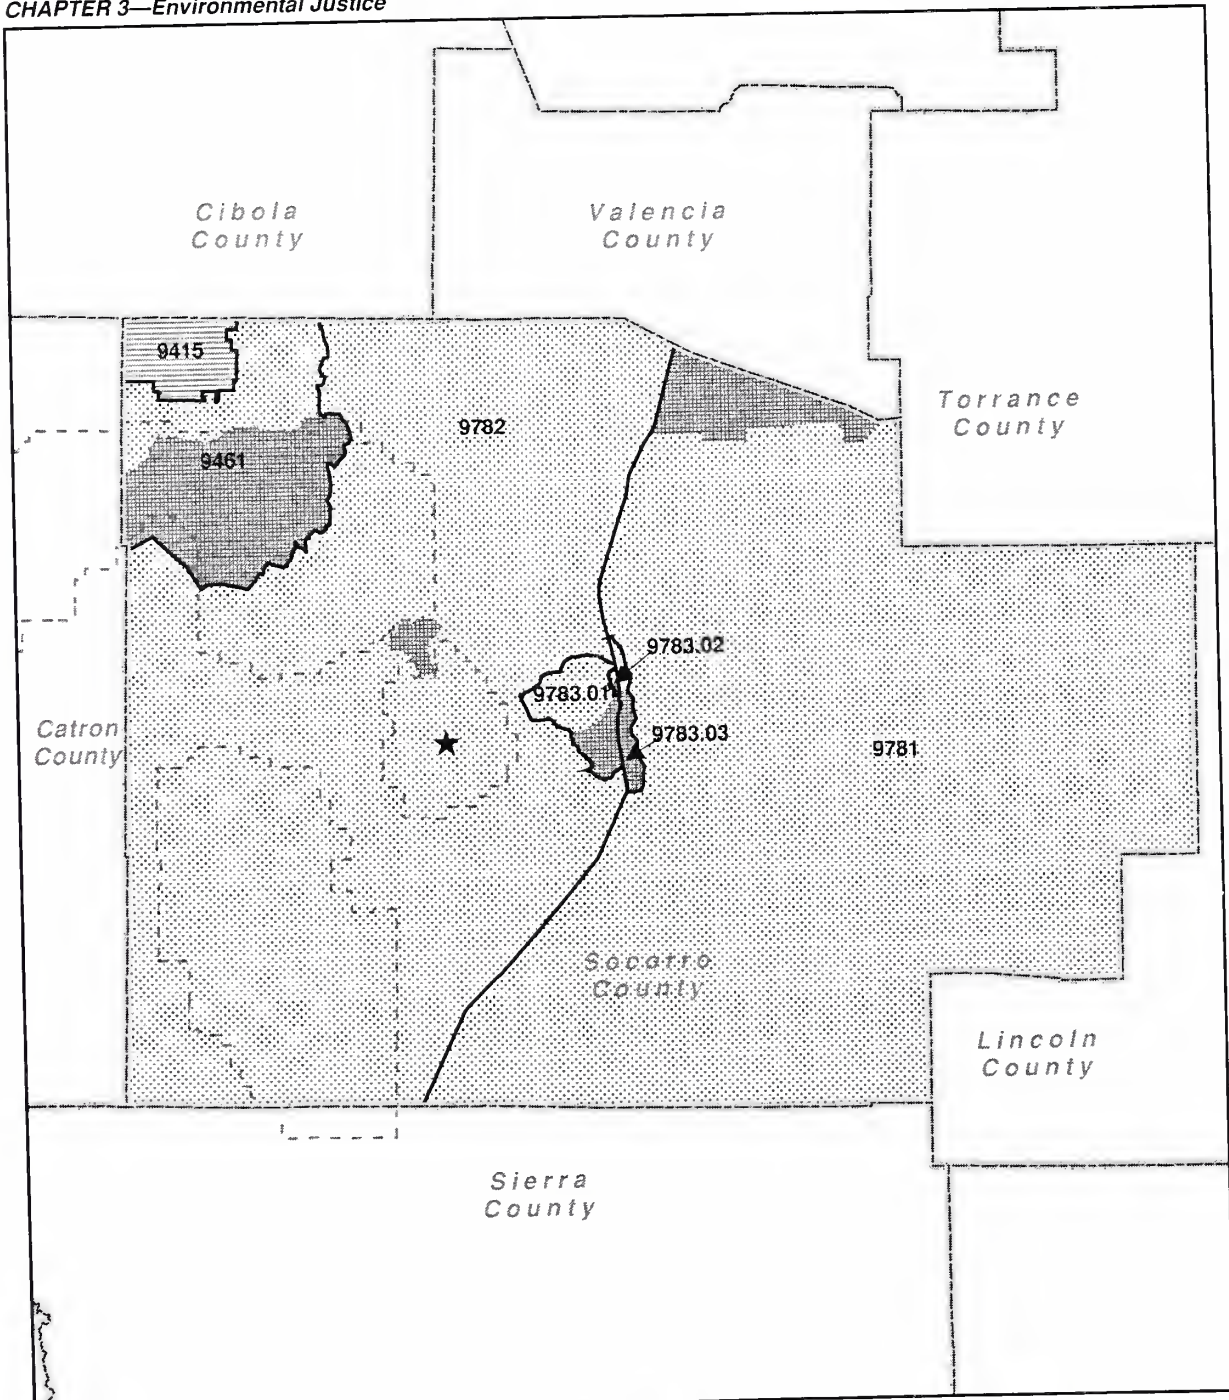 CHAPTER 3—Environmental Justice
Cibola
County
Valencia
County
9415
Torrance
County
9782
9461
9783.02
9783.01
Catron
County
9783.03
9781
Socorro
County
Lincoln
County
Sierra
County